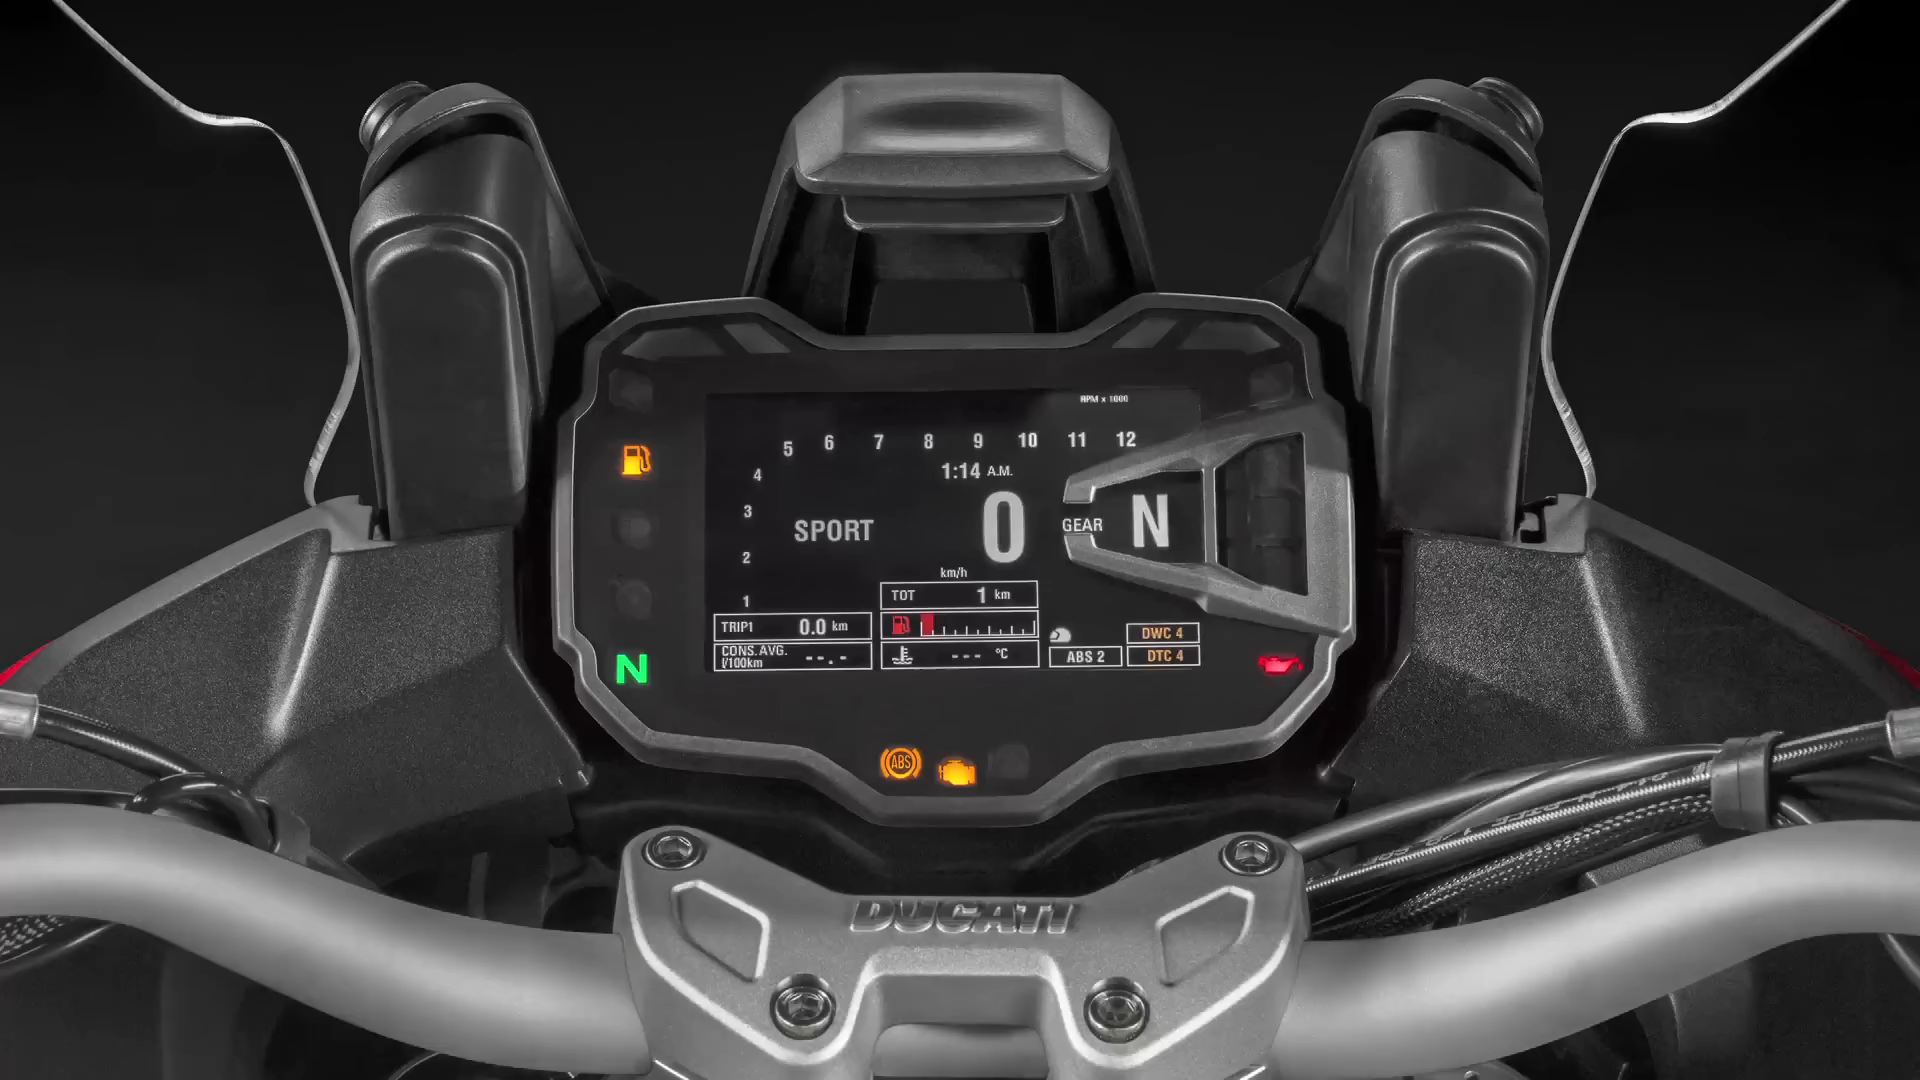 RPM x 1000
5 6 7 8 9 10 11 12
4
3
2
1
1:14 A.M.
SPORT
0
km/h
GEAR
N
TOT 1 km
TRIP1 0.0 km
CONS.AVG.
l/100km --.-
--- °C
ABS 2
DWC 4
DTC 4
N
ABS
DUCATI